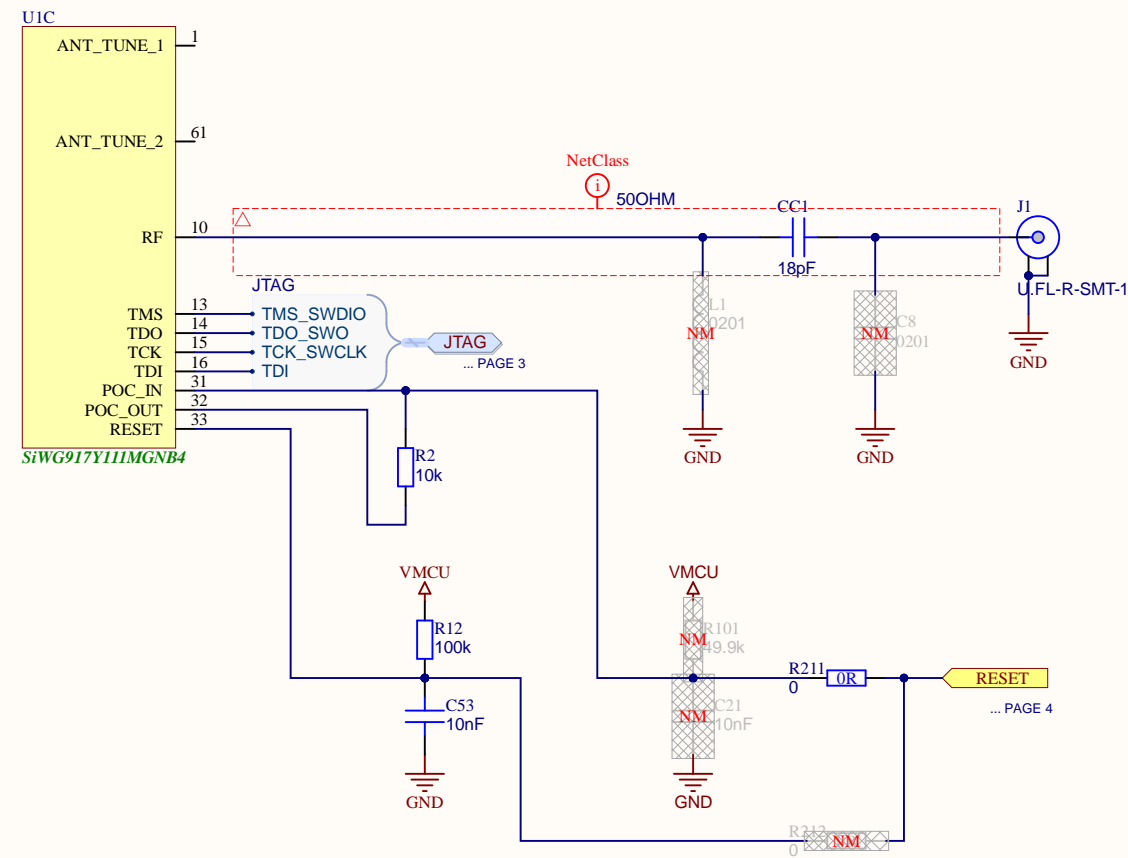 U1C
ANT_TUNE_1
1
ANT_TUNE_2
61
NetClass
i
50OHM
RF
10
CC1
18pF
J1
U.FL-R-SMT-1
L1
0201
NM
C8
0201
NM
GND
GND
GND
JTAG
TMS
13
TMS_SWDIO
TDO
14
TDO_SWO
TCK
15
TCK_SWCLK
TDI
16
TDI
JTAG
... PAGE 3
POC_IN
31
POC_OUT
32
RESET
33
SiWG917Y111MGNB4
R2
10k
VMCU
R12
100k
C53
10nF
GND
VMCU
R101
49.9k
NM
C21
10nF
NM
GND
R211
0
0R
RESET
... PAGE 4
R212
0
NM